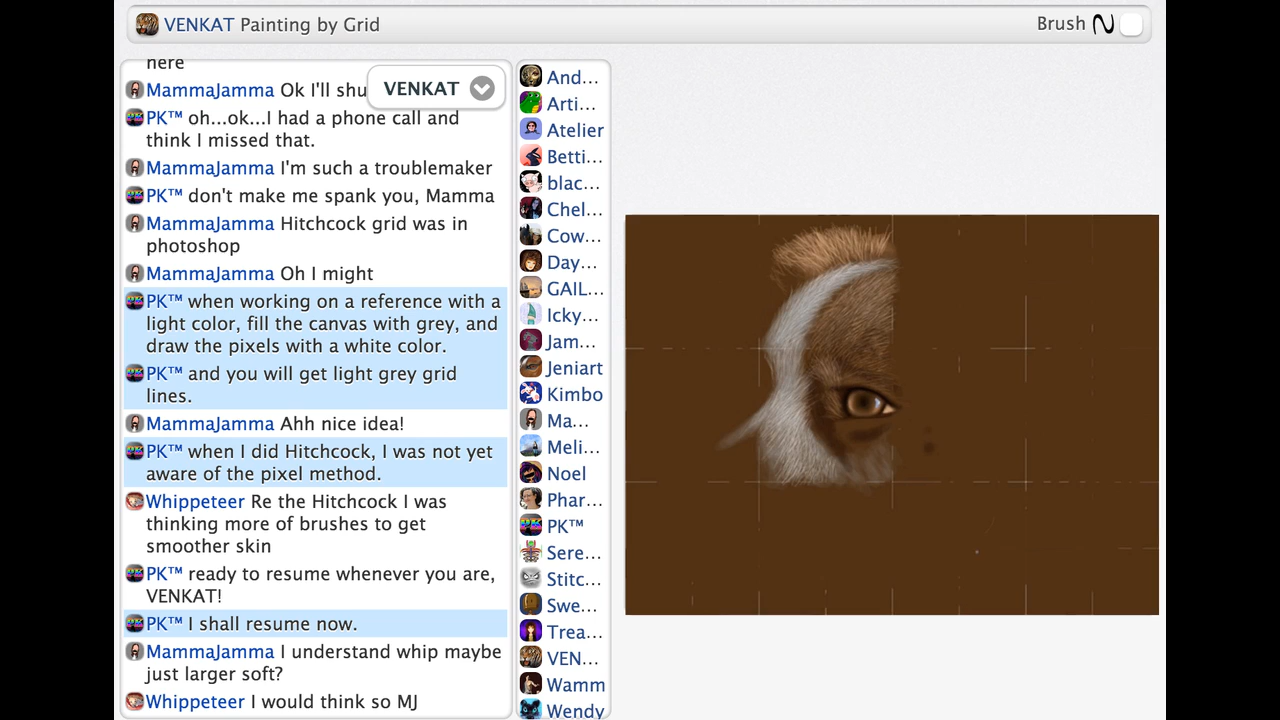 VENKAT Painting by Grid
Brush
here
MammaJamma Ok I'll shu
VENKAT
PK™ oh...ok...I had a phone call and
think I missed that.
MammaJamma I'm such a troublemaker
PK™ don't make me spank you, Mamma
MammaJamma Hitchcock grid was in
photoshop
MammaJamma Oh I might
PK™ when working on a reference with a
light color, fill the canvas with grey, and
draw the pixels with a white color.
PK™ and you will get light grey grid
lines.
MammaJamma Ahh nice idea!
PK™ when I did Hitchcock, I was not yet
aware of the pixel method.
Whippeteer Re the Hitchcock I was
thinking more of brushes to get
smoother skin
PK™ ready to resume whenever you are,
VENKAT!
PK™ I shall resume now.
MammaJamma I understand whip maybe
just larger soft?
Whippeteer I would think so MJ
And...
Arti...
Atelier
Betti...
blac...
Chel...
Cow...
Day...
GAIL...
Icky...
Jam...
Jeniart
Kimbo
Ma...
Meli...
Noel
Phar...
PK™
Sere...
Stitc...
Swe...
Trea...
VEN...
Wamm
Wendy